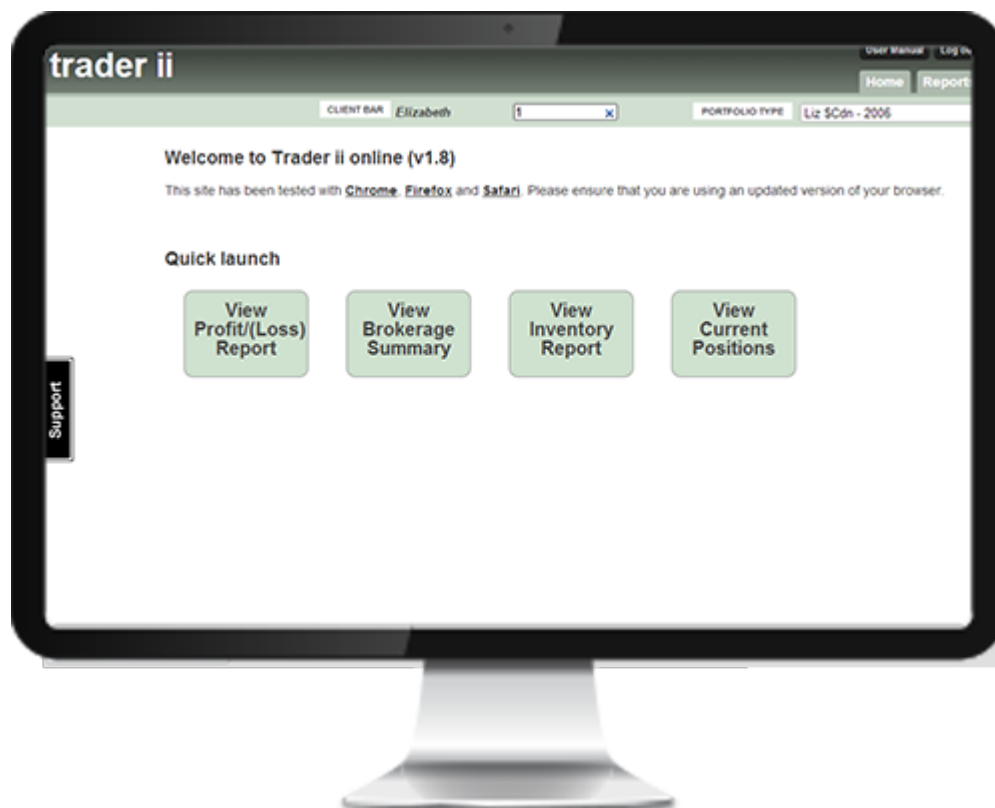 trader ii
User Manual Log ou
Home Reports
CLIENT BAR Elizabeth 1 x PORTFOLIO TYPE Liz $Cdn - 2006
Welcome to Trader ii online (v1.8)
This site has been tested with Chrome, Firefox and Safari. Please ensure that you are using an updated version of your browser.
Quick launch
View
Profit/(Loss)
Report
View
Brokerage
Summary
View
Inventory
Report
View
Current
Positions
Support